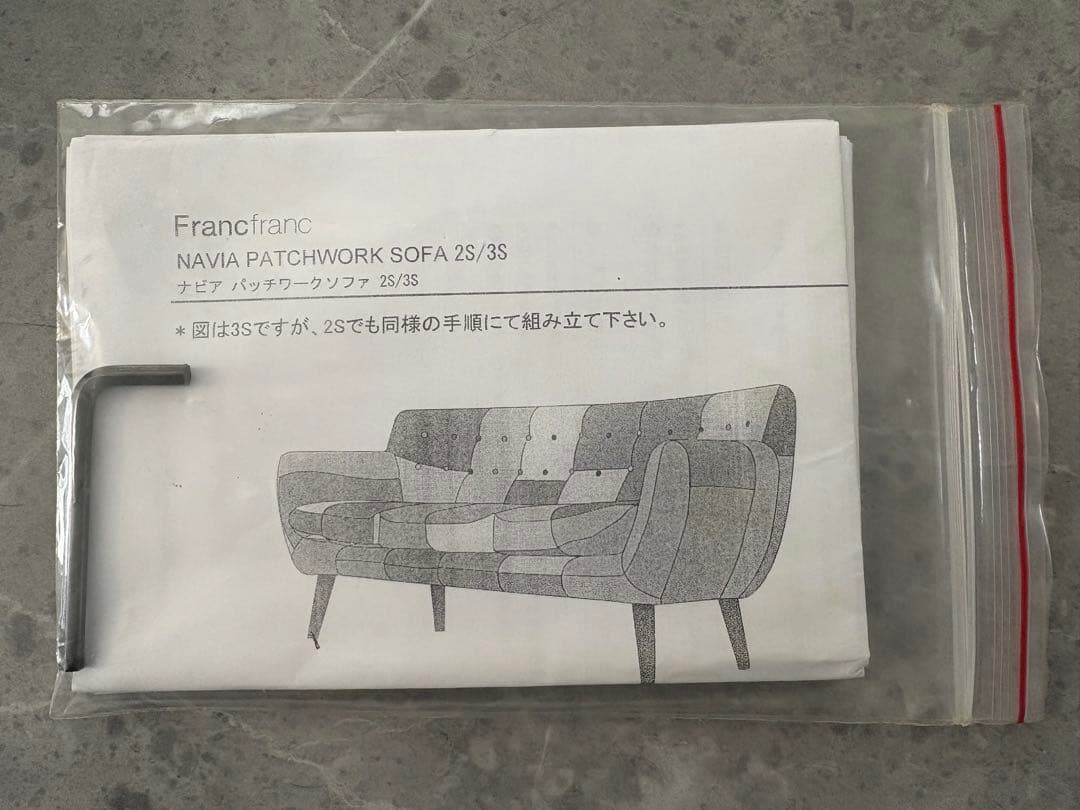 Francfranc
NAVIA PATCHWORK SOFA 2S/3S
ナビア パッチワークソファ 2S/3S
* 図は3Sですが、2Sでも同様の手順にて組み立て下さい。